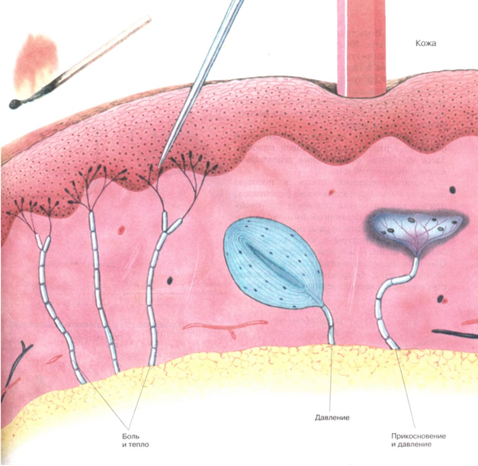 Кожа
Давление
Боль
и тепло
Прикосновение
и давление